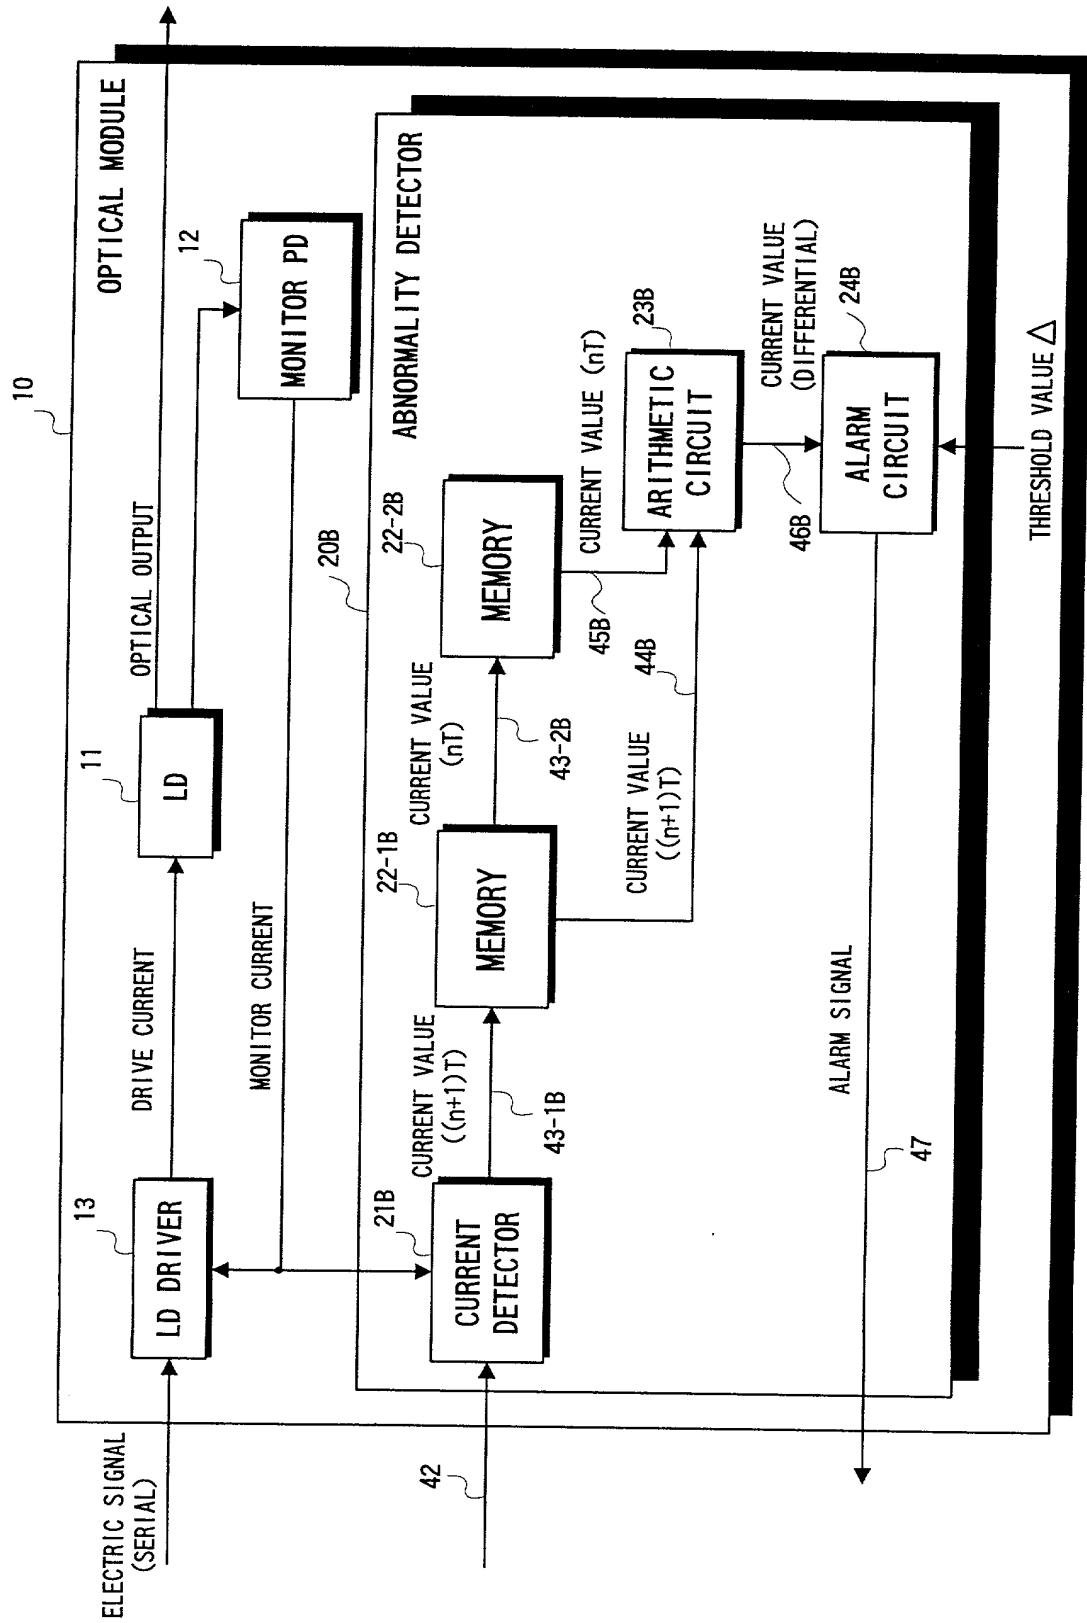 10
OPTICAL MODULE
ELECTRIC SIGNAL
(SERIAL)
13
LD DRIVER
DRIVE CURRENT
11
LD
OPTICAL OUTPUT
12
MONITOR PD
MONITOR CURRENT
20B
ABNORMALITY DETECTOR
42
21B
CURRENT
DETECTOR
CURRENT VALUE
((n+1)T)
43-1B
22-1B
MEMORY
CURRENT VALUE
(nT)
43-2B
22-2B
MEMORY
45B
CURRENT VALUE (nT)
CURRENT VALUE
((n+1)T)
44B
23B
ARITHMETIC
CIRCUIT
46B
CURRENT VALUE
(DIFFERENTIAL)
24B
ALARM
CIRCUIT
THRESHOLD VALUE Δ
ALARM SIGNAL
47